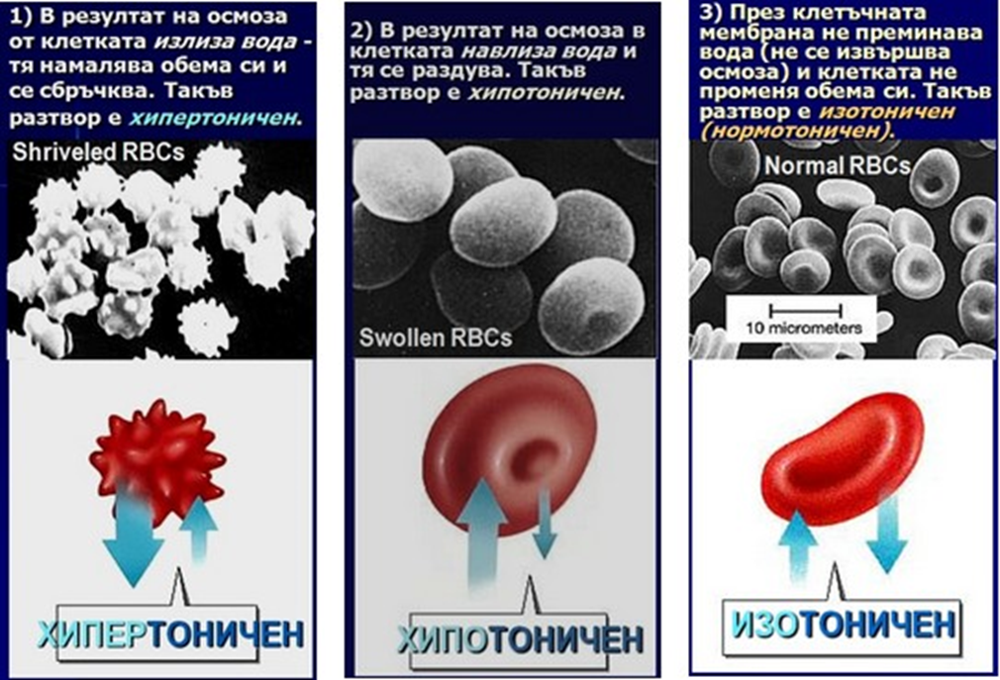 1) В резултат на осмоза
от клетката излиза вода -
тя намалява обема си и
се сбръчква. Такъв
разтвор е хипертоничен.
Shriveled RBCs
ХИПЕРТОНИЧЕН
2) В резултат на осмоза в
клетката навлиза вода и
тя се раздува. Такъв
разтвор е хипотоничен.
Swollen RBCs
ХИПОТОНИЧЕН
3) През клетъчната
мембрана не преминава
вода (не се извършва
осмоза) и клетката не
променя обема си. Такъв
разтвор е изотоничен
(нормотоничен).
Normal RBCs
10 micrometers
ИЗОТОНИЧЕН